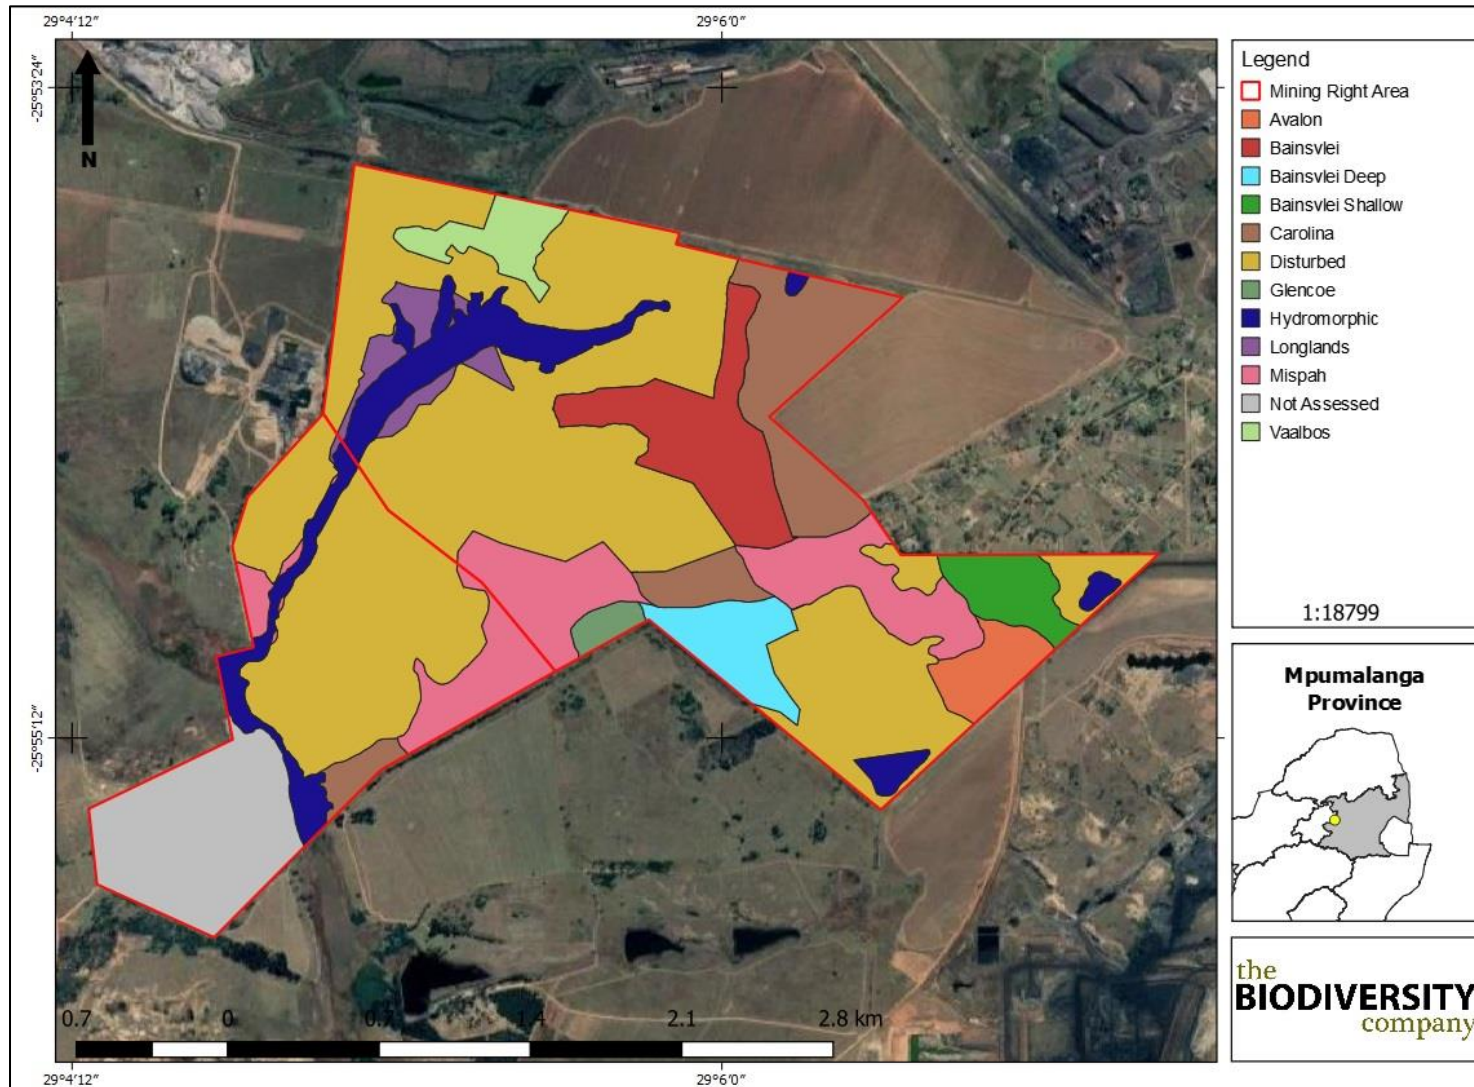 29°4'12"
29°6'0"
-25°53'24"
N
Legend
Mining Right Area
Avalon
Bainsvlei
Bainsvlei Deep
Bainsvlei Shallow
Carolina
Disturbed
Glencoe
Hydromorphic
Longlands
Mispah
Not Assessed
Vaalbos
1:18799
Mpumalanga
Province
-25°55'12"
0.7 0 0.7 1.4 2.1 2.8 km
29°4'12"
29°6'0"
the
BIODIVERSITY
company